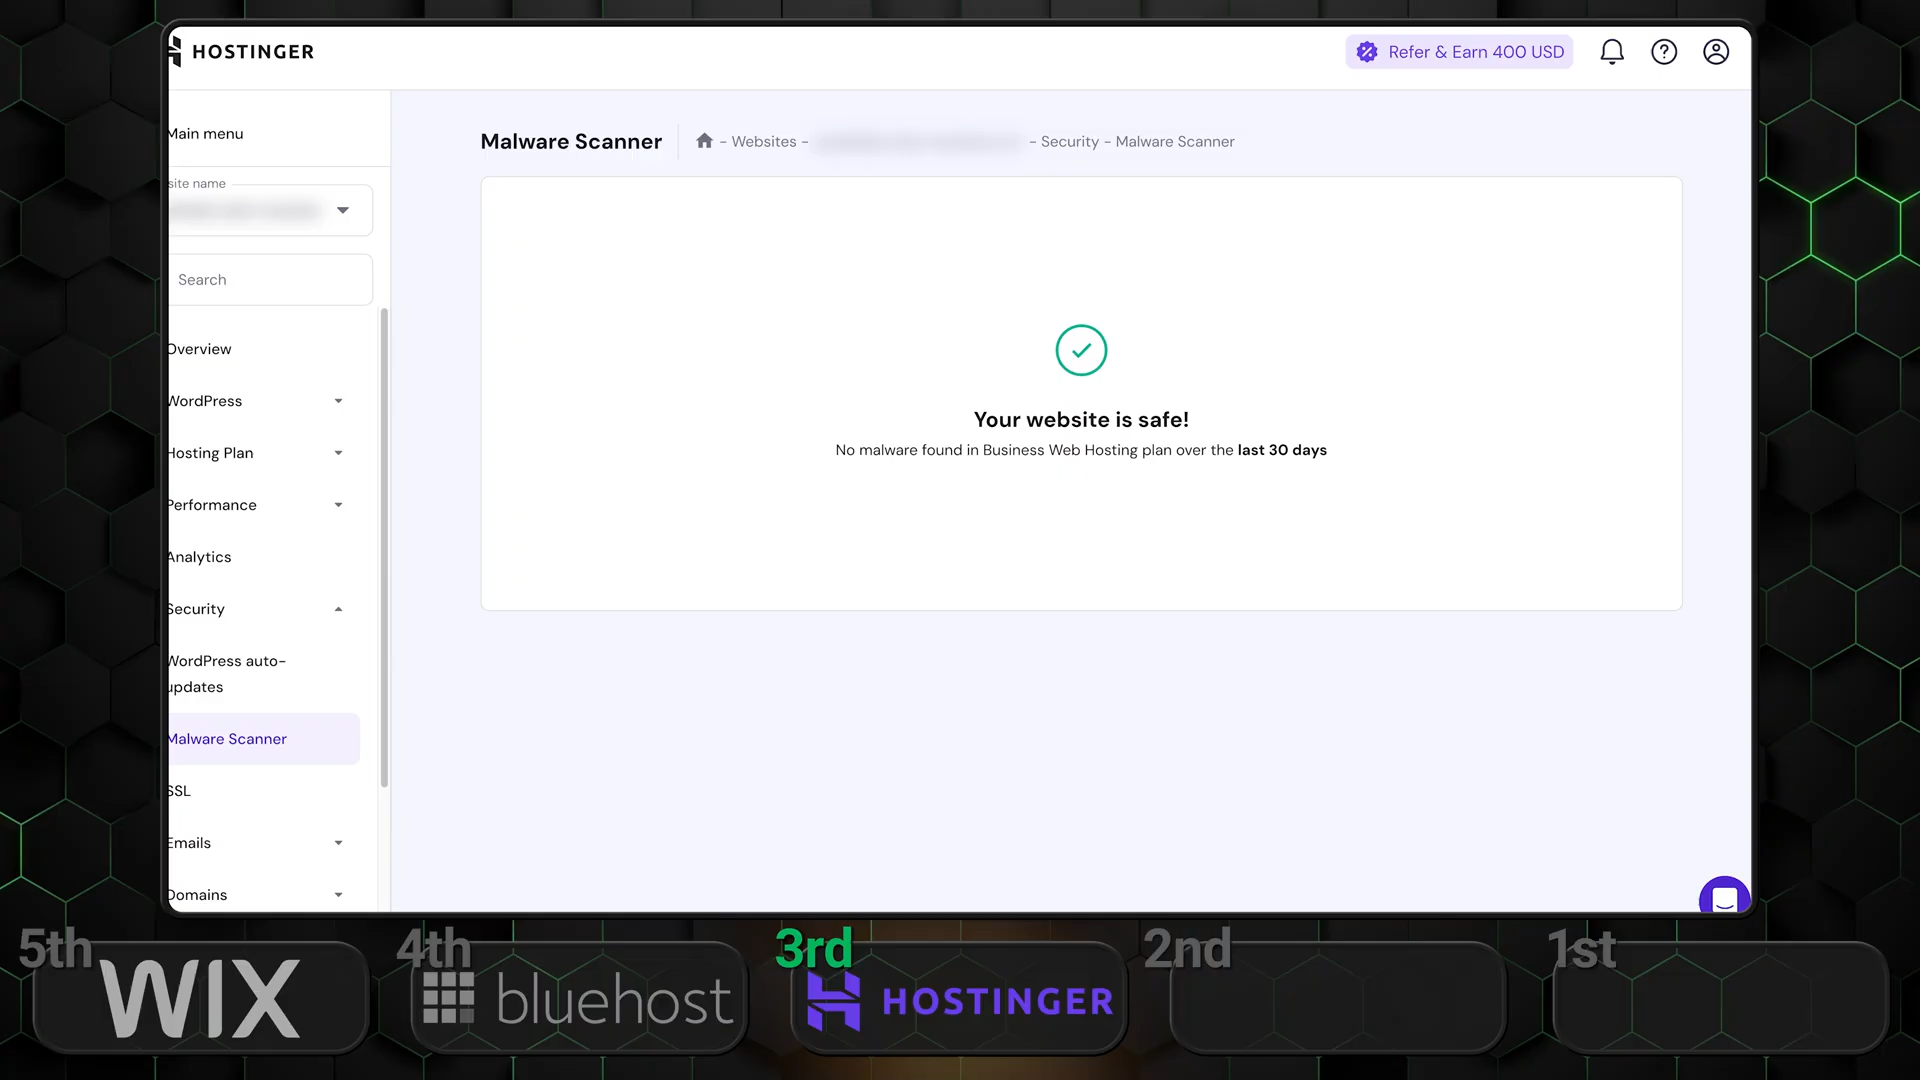 HOSTINGER
Refer & Earn 400 USD
Main menu
Malware Scanner
- Websites -
- Security - Malware Scanner
site name
Search
Overview
WordPress
Hosting Plan
Performance
Analytics
Security
WordPress auto-
updates
Malware Scanner
SSL
Emails
Domains
Your website is safe!
No malware found in Business Web Hosting plan over the last 30 days
5th
WIX
4th
bluehost
3rd
HOSTINGER
2nd
1st